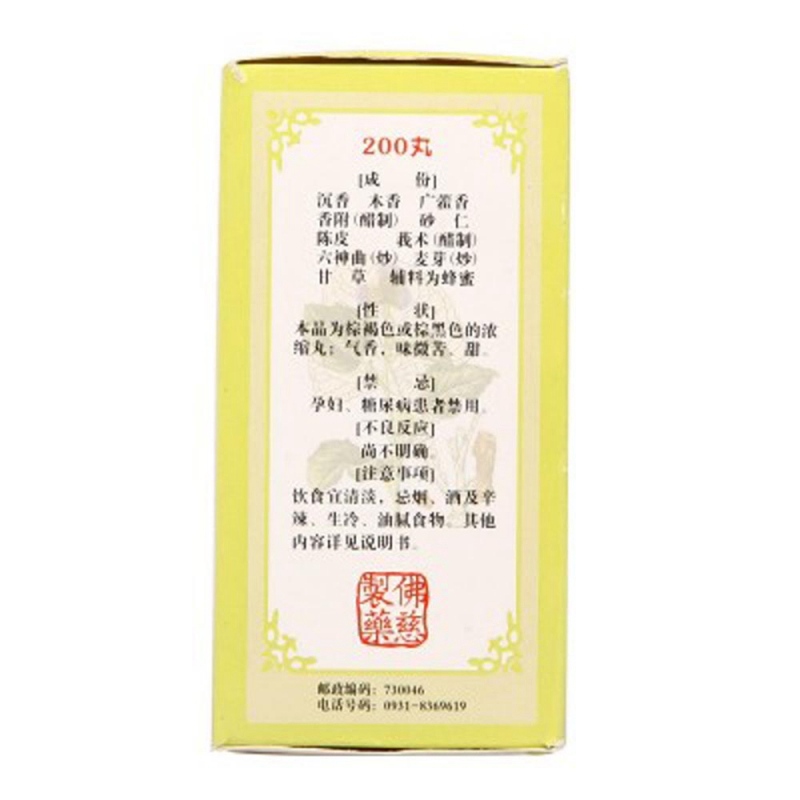 200丸
[成 份]
沉香 木香 广藿香
香附(醋制) 砂 仁
陈皮 莪术(醋制)
六神曲(炒) 麦芽(炒)
甘 草 辅料为蜂蜜
[性 状]
本品为棕褐色或棕黑色的浓
缩丸；气香，味微苦、甜。
[禁 忌]
孕妇、糖尿病患者禁用。
[不良反应]
尚不明确。
[注意事项]
饮食宜清淡，忌烟、酒及辛
辣、生冷、油腻食物。其他
内容详见说明书。
佛慈
製藥
邮政编码：730046
电话号码：0931-8369619